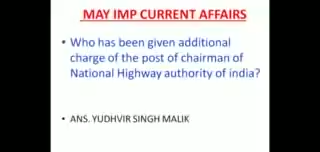 MAY IMP CURRENT AFFAIRS
• Who has been given additional
charge of the post of chairman of
National Highway authority of india?
• ANS. YUDHVIR SINGH MALIK